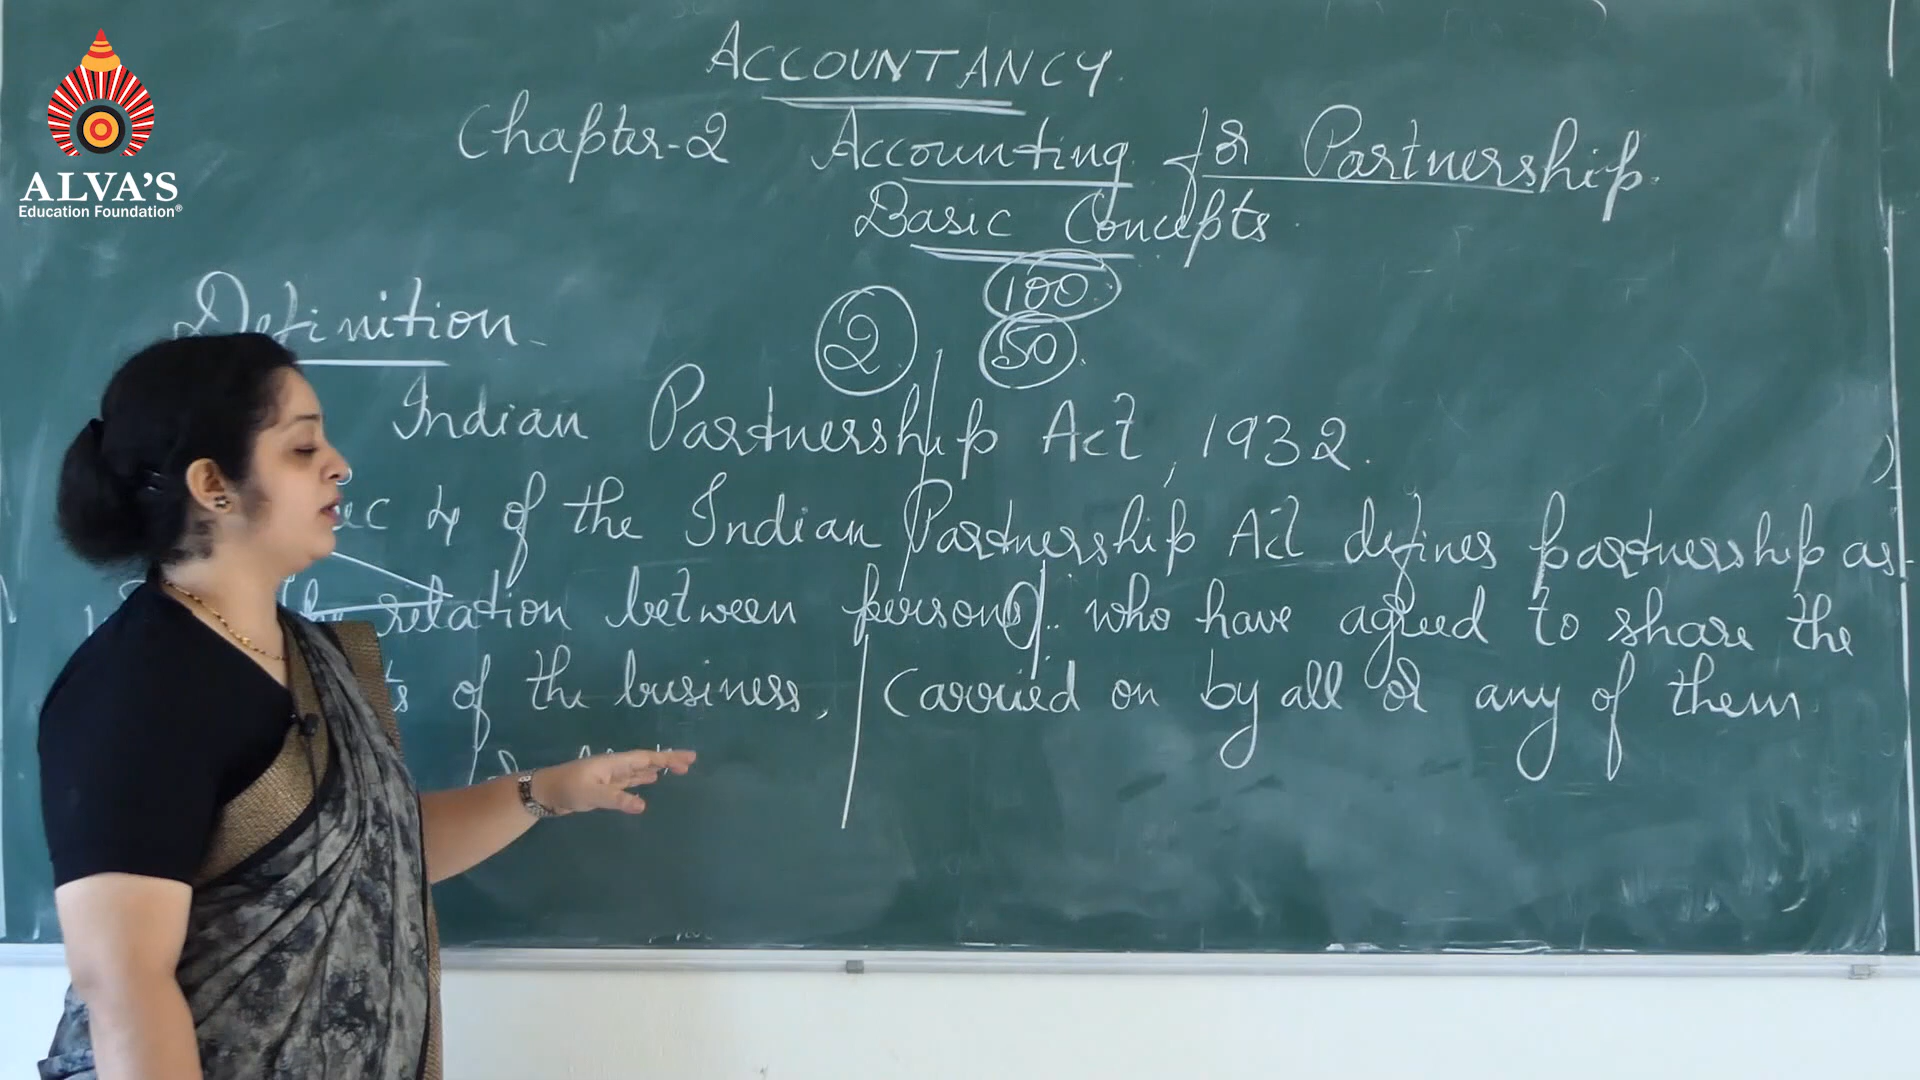 ALVA'S
Education Foundation®
ACCOUNTANCY.
Chapter-2 Accounting for Partnership.
Basic Concepts.
Definition
100
2 50
Indian Partnership Act, 1932.
4 of the Indian Partnership Act defines partnership as
relation between persons who have agreed to share the
of the business, carried on by all or any of them